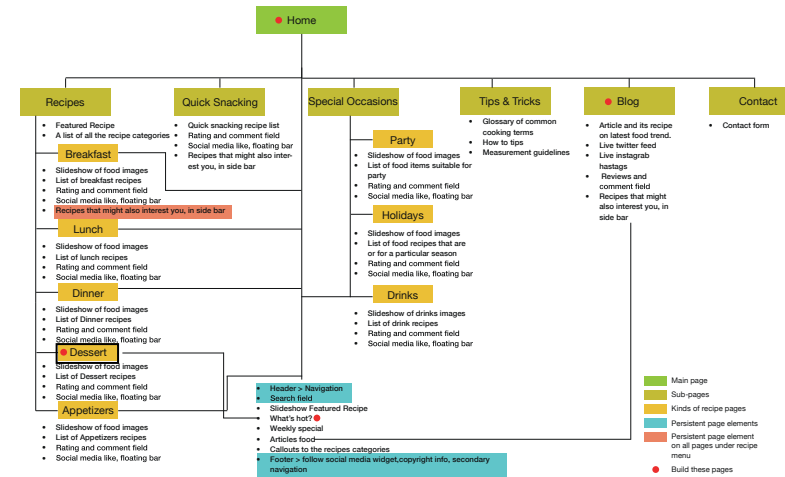 Home
Recipes
Quick Snacking
Special Occasions
Tips & Tricks
Blog
Contact
• Featured Recipe
• A list of all the recipe categories
Breakfast
• Slideshow of food images
• List of breakfast recipes
• Rating and comment field
• Social media like, floating bar
• Recipes that might also interest you, in side bar
Lunch
• Slideshow of food images
• List of lunch recipes
• Rating and comment field
• Social media like, floating bar
Dinner
• Slideshow of food images
• List of Dinner recipes
• Rating and comment field
• Social media like, floating bar
Dessert
• Slideshow of food images
• List of Dessert recipes
• Rating and comment field
• Social media like, floating bar
Appetizers
• Slideshow of food images
• List of Appetizers recipes
• Rating and comment field
• Social media like, floating bar
• Quick snacking recipe list
• Rating and comment field
• Social media like, floating bar
• Recipes that might also inter-
est you, in side bar
Party
• Slideshow of food images
• List of food items suitable for
party
• Rating and comment field
• Social media like, floating bar
Holidays
• Slideshow of food images
• List of food recipes that are
or for a particular season
• Rating and comment field
• Social media like, floating bar
Drinks
• Slideshow of drinks images
• List of drink recipes
• Rating and comment field
• Social media like, floating bar
• Glossary of common
cooking terms
• How to tips
• Measurement guidelines
• Article and its recipe
on latest food trend.
• Live twitter feed
• Live instagrab
hastags
• Reviews and
comment field
• Recipes that might
also interest you, in
side bar
• Contact form
• Header > Navigation
• Search field
• Slideshow Featured Recipe
• What's hot?
• Weekly special
• Articles food
• Callouts to the recipes categories
• Footer > follow social media widget,copyright info, secondary
navigation
Main page
Sub-pages
Kinds of recipe pages
Persistent page elements
Persistent page element
on all pages under recipe
menu
Build these pages